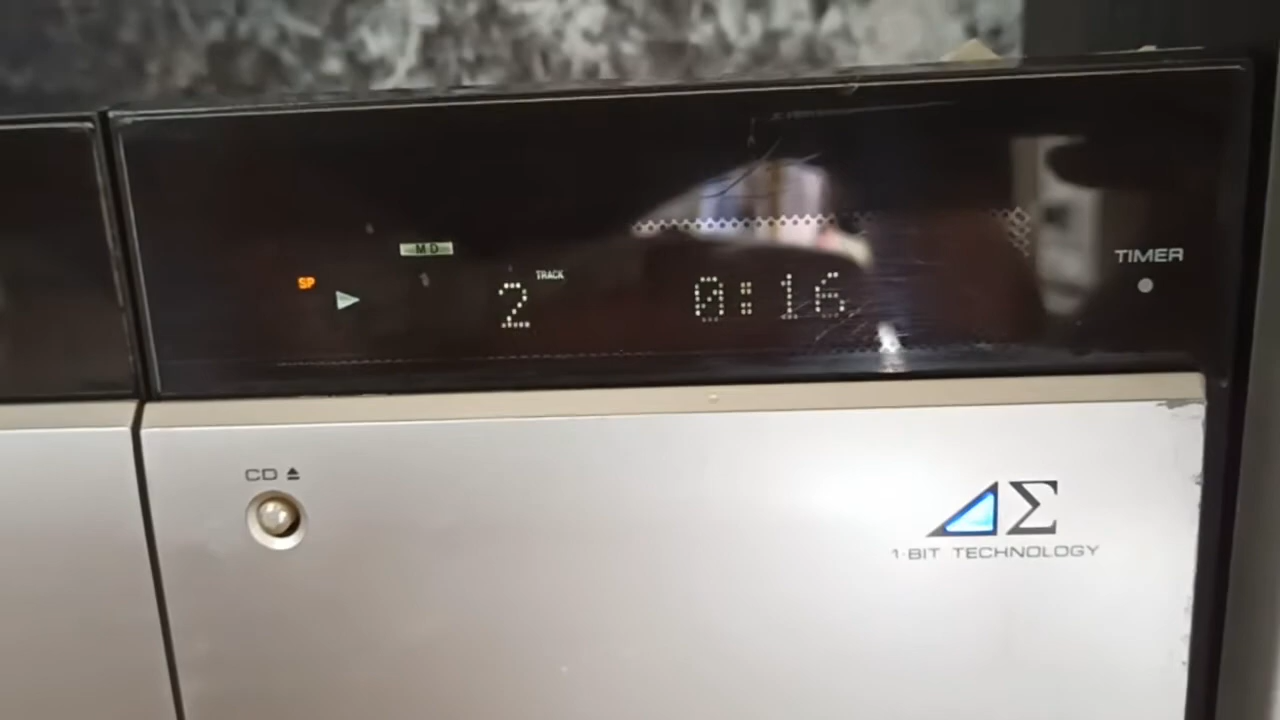 MD
SP
TRACK
2 0:16
TIMER
CD
ΔΣ
1-BIT TECHNOLOGY